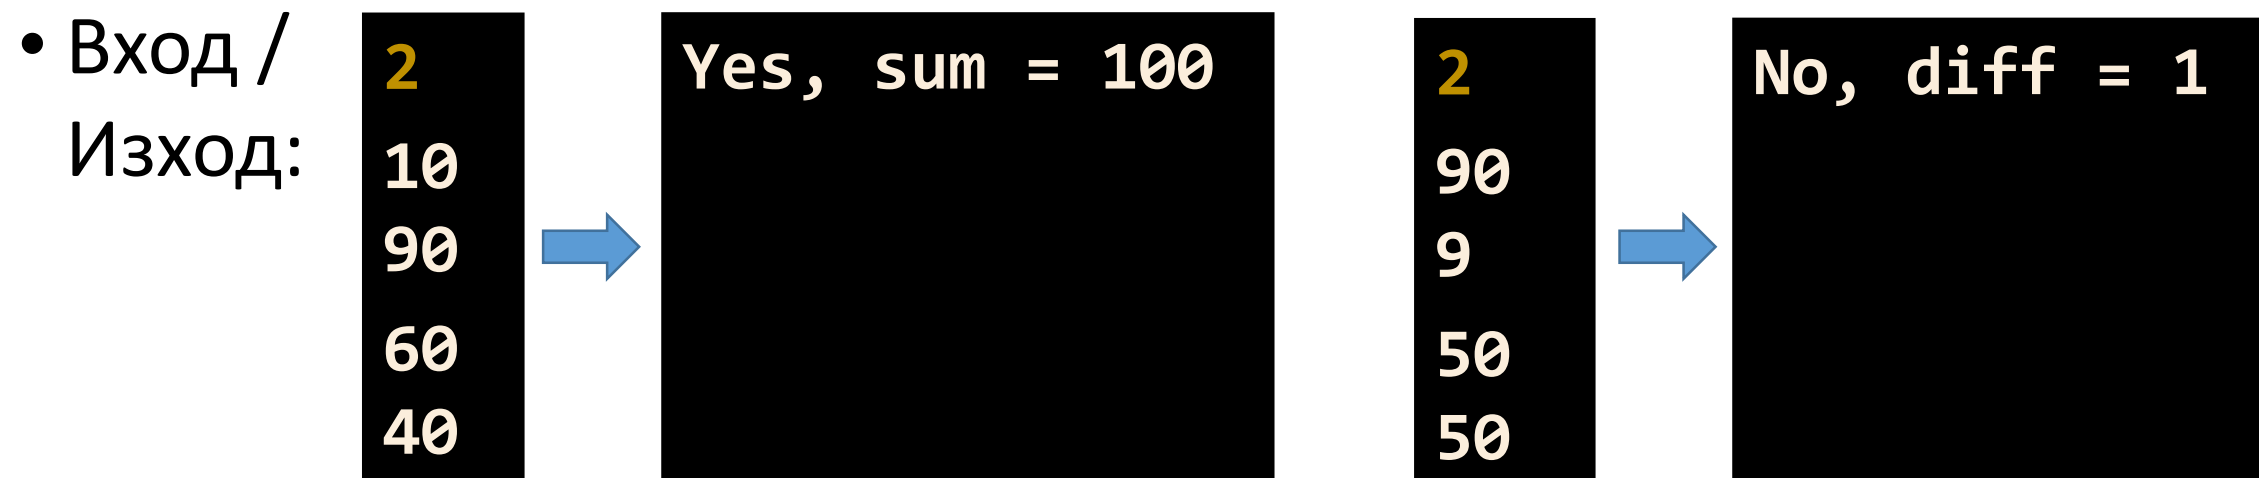 • Вход /
Изход:
2
10
90
60
40
Yes, sum = 100
2
90
9
50
50
No, diff = 1